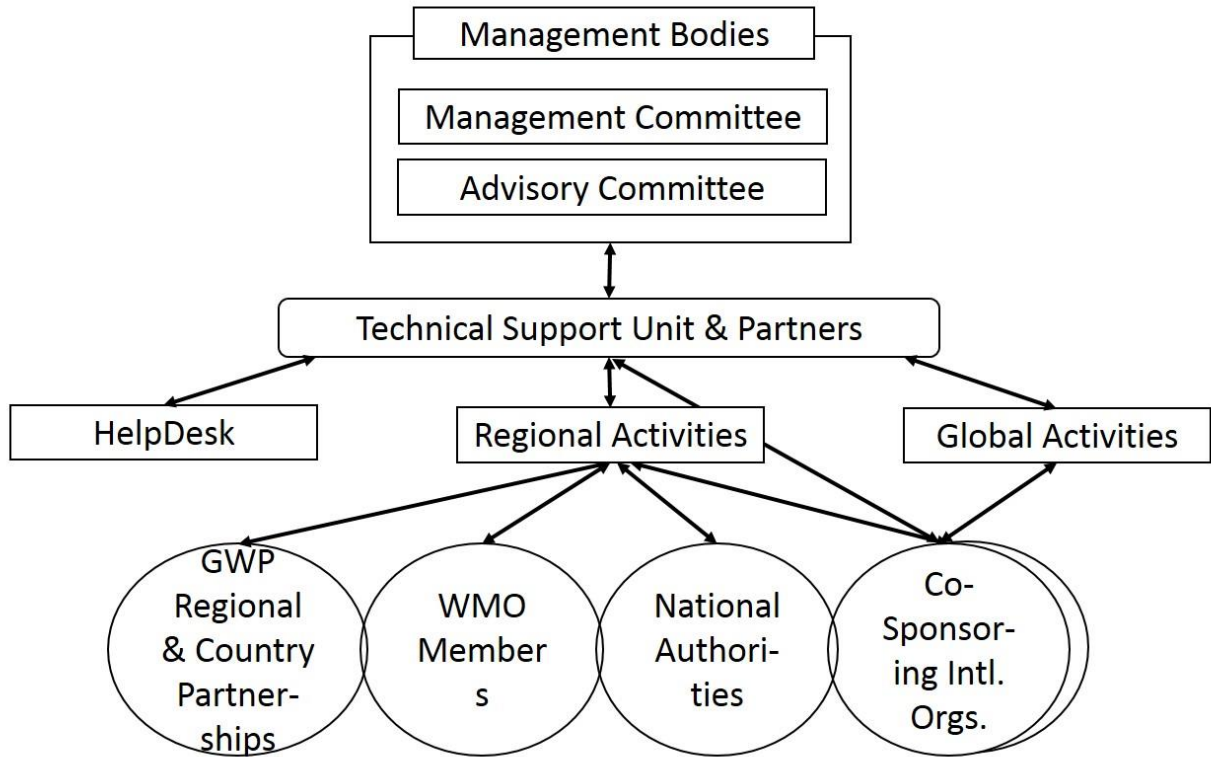 Management Bodies
Management Committee
Advisory Committee
Technical Support Unit & Partners
HelpDesk
Regional Activities
Global Activities
GWP
Regional
& Country
Partner-
ships
WMO
Member
s
National
Authori-
ties
Co-
Sponsor-
ing Intl.
Orgs.